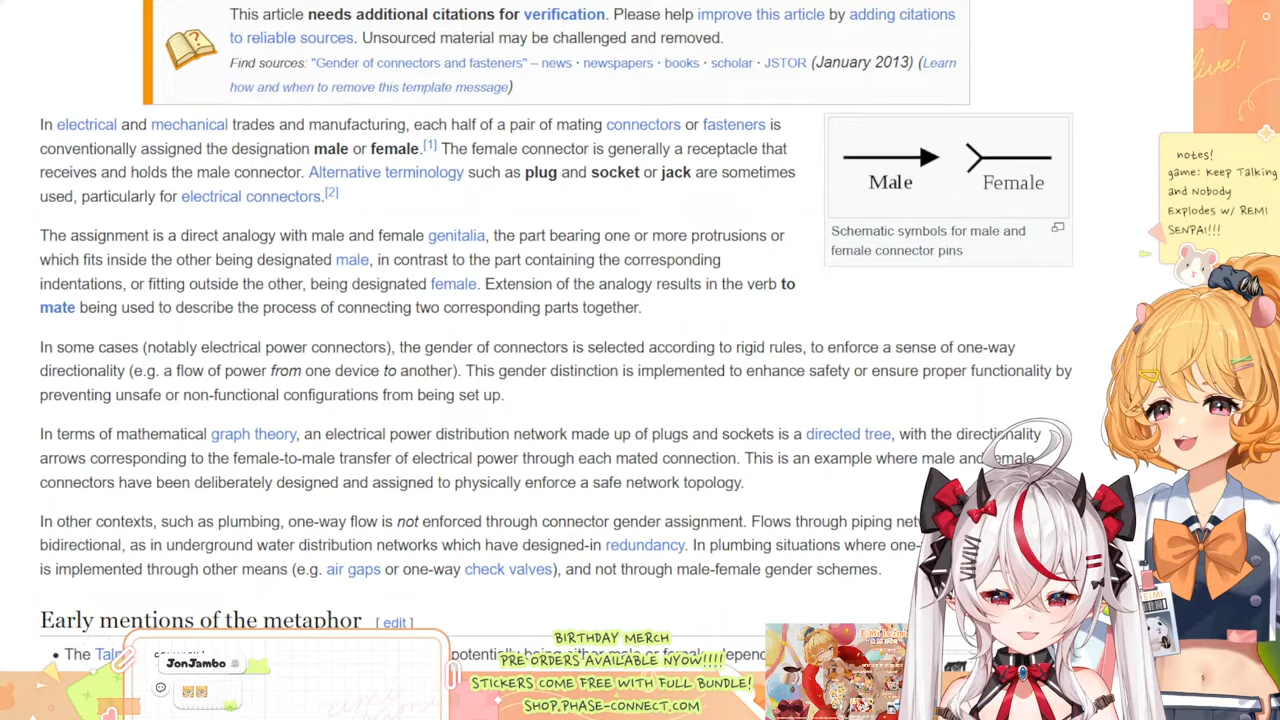 This article needs additional citations for verification. Please help improve this article by adding citations
to reliable sources. Unsourced material may be challenged and removed.
Find sources: "Gender of connectors and fasteners" – news · newspapers · books · scholar · JSTOR (January 2013) (Learn
how and when to remove this template message)
In electrical and mechanical trades and manufacturing, each half of a pair of mating connectors or fasteners is
conventionally assigned the designation male or female.[1] The female connector is generally a receptacle that
receives and holds the male connector. Alternative terminology such as plug and socket or jack are sometimes
used, particularly for electrical connectors.[2]
Male Female
Schematic symbols for male and
female connector pins
The assignment is a direct analogy with male and female genitalia, the part bearing one or more protrusions or
which fits inside the other being designated male, in contrast to the part containing the corresponding
indentations, or fitting outside the other, being designated female. Extension of the analogy results in the verb to
mate being used to describe the process of connecting two corresponding parts together.
In some cases (notably electrical power connectors), the gender of connectors is selected according to rigid rules, to enforce a sense of one-way
directionality (e.g. a flow of power from one device to another). This gender distinction is implemented to enhance safety or ensure proper functionality by
preventing unsafe or non-functional configurations from being set up.
In terms of mathematical graph theory, an electrical power distribution network made up of plugs and sockets is a directed tree, with the directionality
arrows corresponding to the female-to-male transfer of electrical power through each mated connection. This is an example where male and female
connectors have been deliberately designed and assigned to physically enforce a safe network topology.
In other contexts, such as plumbing, one-way flow is not enforced through connector gender assignment. Flows through piping
bidirectional, as in underground water distribution networks which have designed-in redundancy. In plumbing situations where one-
is implemented through other means (e.g. air gaps or one-way check valves), and not through male-female gender schemes.
Early mentions of the metaphor [ edit ]
• The
live!
notes!
game: Keep Talking
and Nobody
Explodes w/ REMI
SENPAI!!!
JonJambo
BIRTHDAY MERCH
PRE ORDERS AVAILABLE NYOW!!!!
STICKERS COME FREE WITH FULL BUNDLE!
SHOP.PHASE-CONNECT.COM